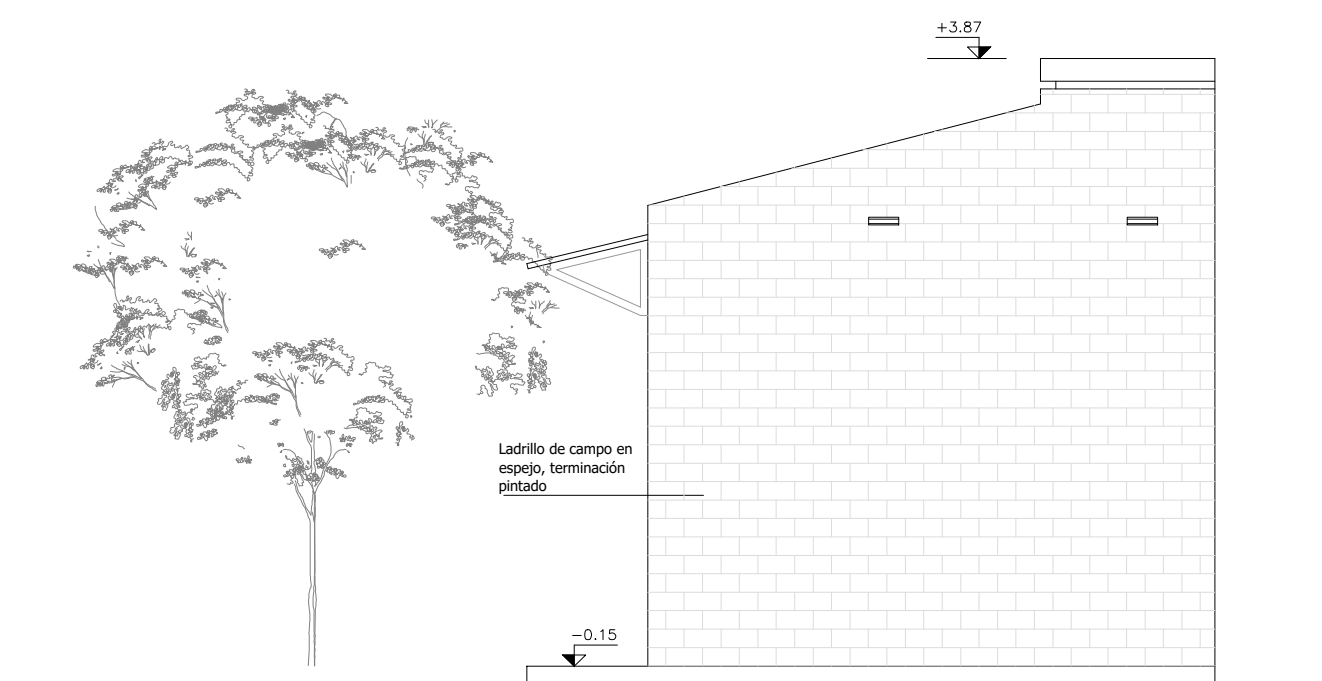 +3.87
Ladrillo de campo en
espejo, terminación
pintado
−0.15